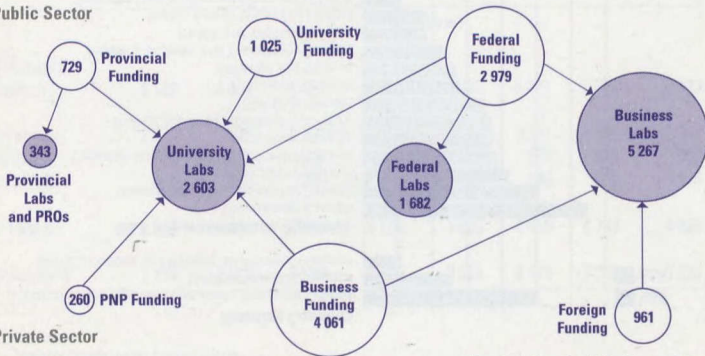 Public Sector
729
Provincial
Funding
1 025
University
Funding
Federal
Funding
2 979
343
Provincial
Labs
and PROs
University
Labs
2 603
Federal
Labs
1 682
Business
Labs
5 267
260
PNP Funding
Business
Funding
4 061
Foreign
Funding
961
Private Sector